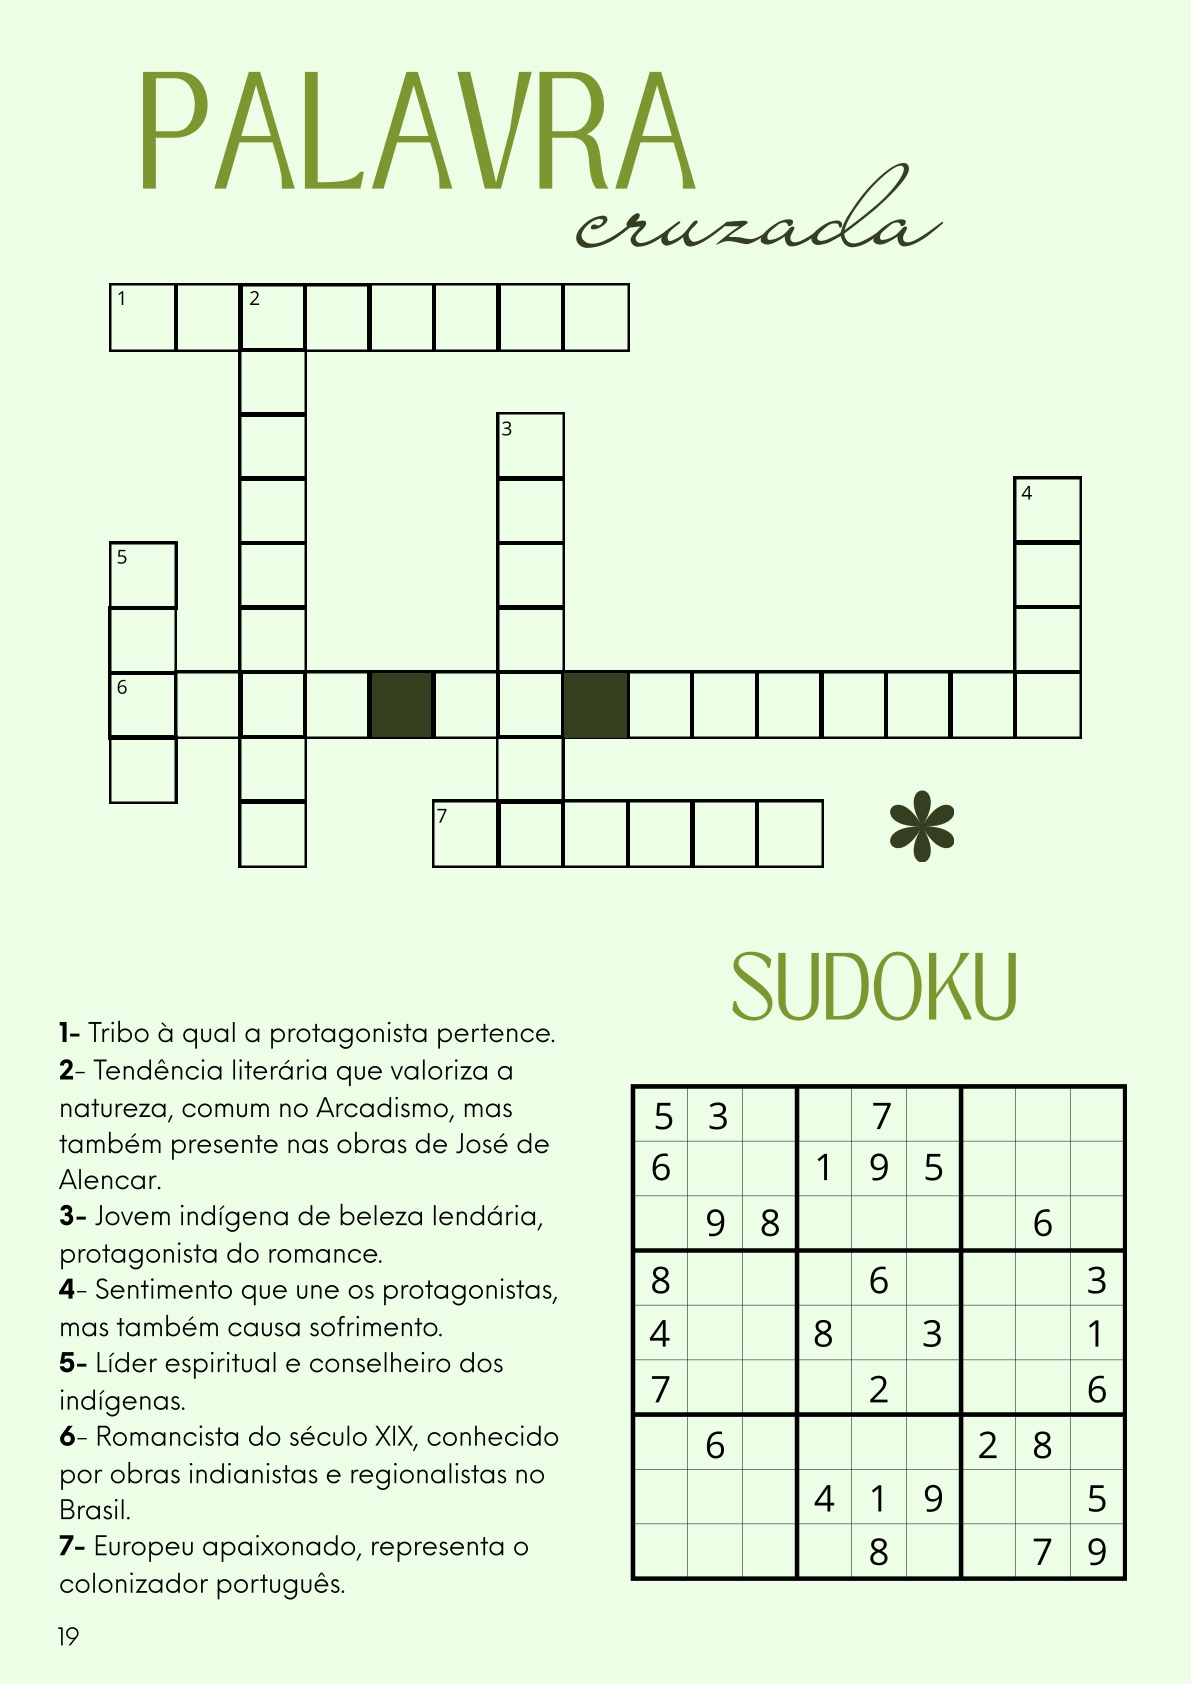 PALAVRA
cruzada
1 2
3
4
5
6
7
SUDOKU
1- Tribo à qual a protagonista pertence.
2- Tendência literária que valoriza a
natureza, comum no Arcadismo, mas
também presente nas obras de José de
Alencar.
3- Jovem indígena de beleza lendária,
protagonista do romance.
4- Sentimento que une os protagonistas,
mas também causa sofrimento.
5- Líder espiritual e conselheiro dos
indígenas.
6- Romancista do século XIX, conhecido
por obras indianistas e regionalistas no
Brasil.
7- Europeu apaixonado, representa o
colonizador português.
5 3 7
6 1 9 5
9 8 6
8 6 3
4 8 3 1
7 2 6
6 2 8
4 1 9 5
8 7 9
19